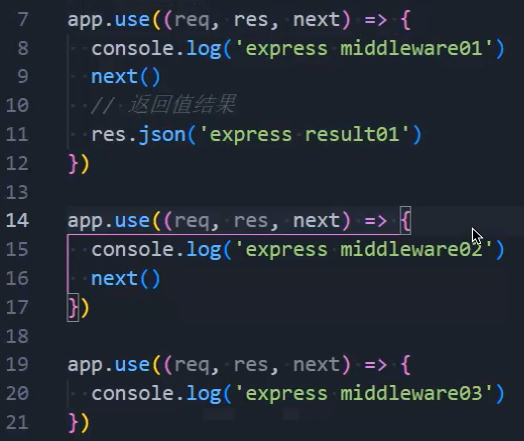 7 app.use((req, res, next) => {
8 console.log('express middleware01')
9 next()
10 // 返回值结果
11 res.json('express result01')
12 })
13
14 app.use((req, res, next) => {
15 console.log('express middleware02')
16 next()
17 })
18
19 app.use((req, res, next) => {
20 console.log('express middleware03')
21 })